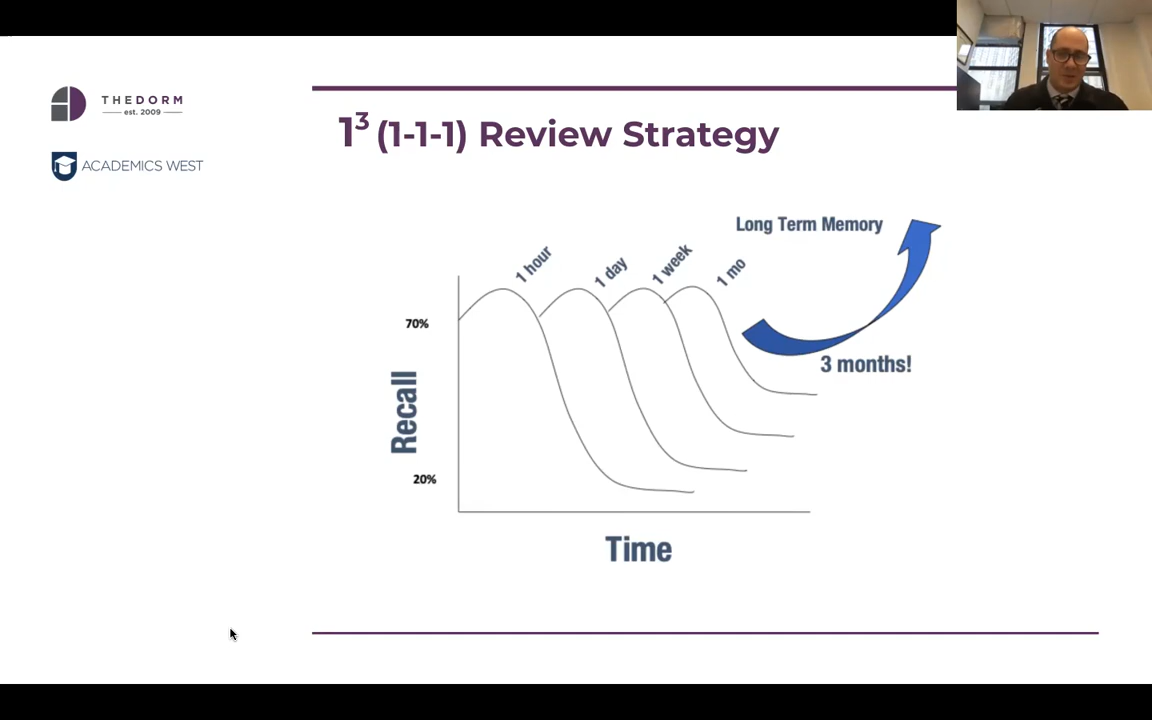 THEDORM
est. 2009
ACADEMICS WEST
1³ (1-1-1) Review Strategy
Long Term Memory
1 hour
1 day
1 week
1 mo
70%
3 months!
Recall
20%
Time